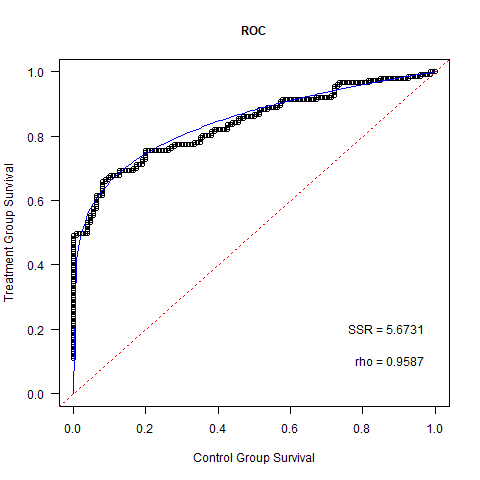 ROC
Treatment Group Survival
1.0
0.8
0.6
0.4
0.2
0.0
SSR = 5.6731
rho = 0.9587
0.0 0.2 0.4 0.6 0.8 1.0
Control Group Survival